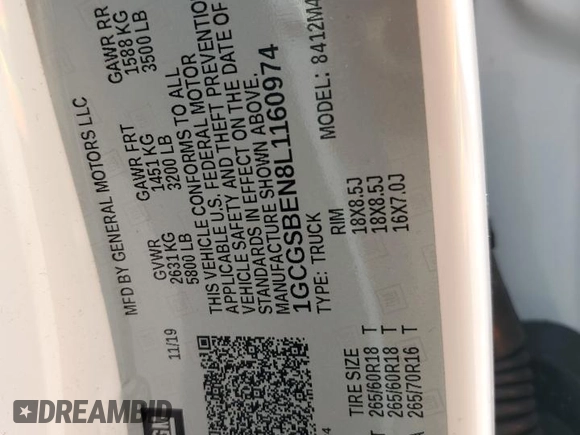 MFD BY GENERAL MOTORS LLC
11/19
GVWR
2631 KG
5800 LB
GAWR FRT
1451 KG
3200 LB
GAWR RR
1588 KG
3500 LB
THIS VEHICLE CONFORMS TO ALL
APPLICABLE U.S. FEDERAL MOTOR
VEHICLE SAFETY AND THEFT PREVENTION
STANDARDS IN EFFECT ON THE DATE OF
MANUFACTURE SHOWN ABOVE.
1GCGSBEN8L1160974
TYPE: TRUCK
MODEL: 8412M4
TIRE SIZE
RIM
265/60R18 T
18X8.5J
265/60R18 T
18X8.5J
265/70R16 T
16X7.0J
GM
DREAMBID